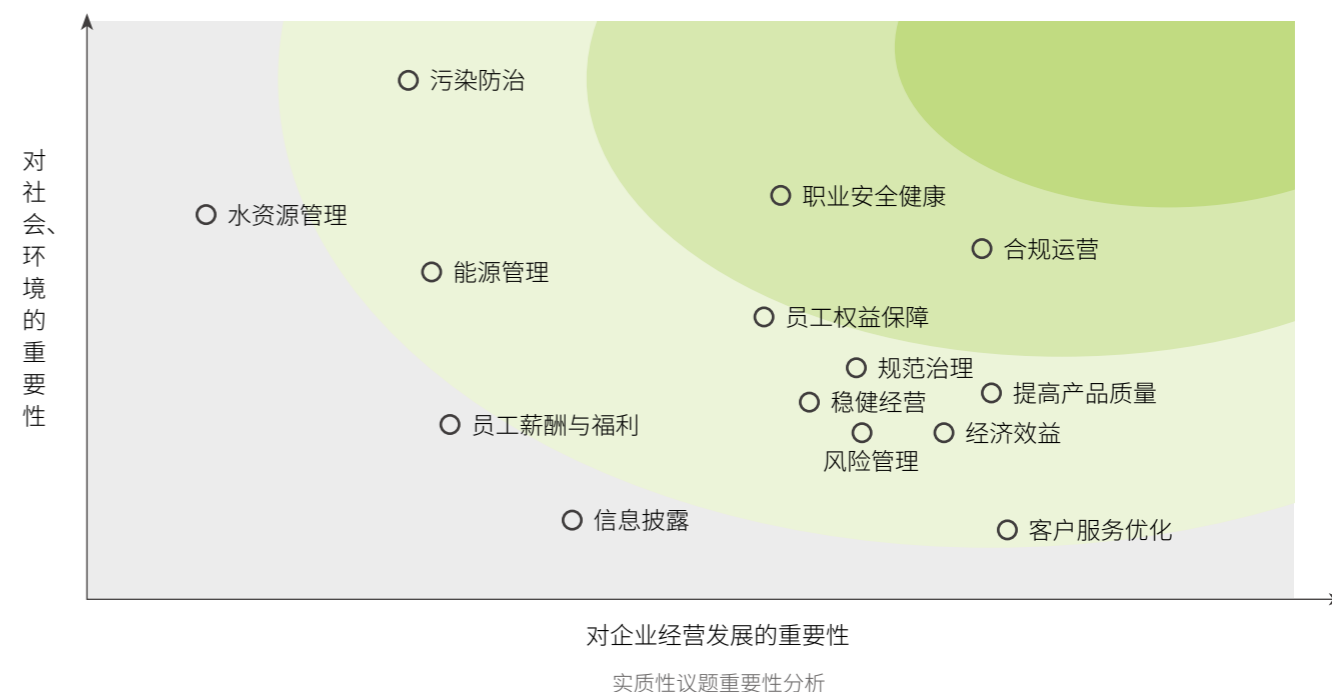 对社会、环境的重要性
污染防治
职业安全健康
水资源管理
合规运营
能源管理
员工权益保障
规范治理
提高产品质量
稳健经营
员工薪酬与福利
经济效益
风险管理
信息披露
客户服务优化
对企业经营发展的重要性
实质性议题重要性分析